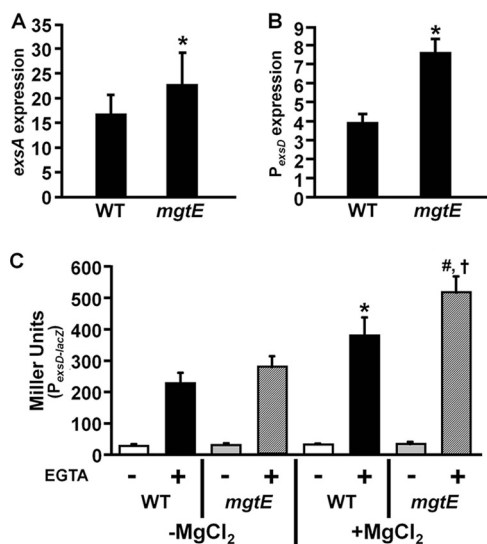 A
exsA expression
35
30
25
20
15
10
5
0
*
WT mgtE
B
PexsD expression
9
8
7
6
5
4
3
2
1
0
*
WT mgtE
C
Miller Units
(PexsD-lacZ)
600
500
400
300
200
100
0
*
#, †
EGTA - + - + - + - +
WT mgtE WT mgtE
-MgCl2 +MgCl2